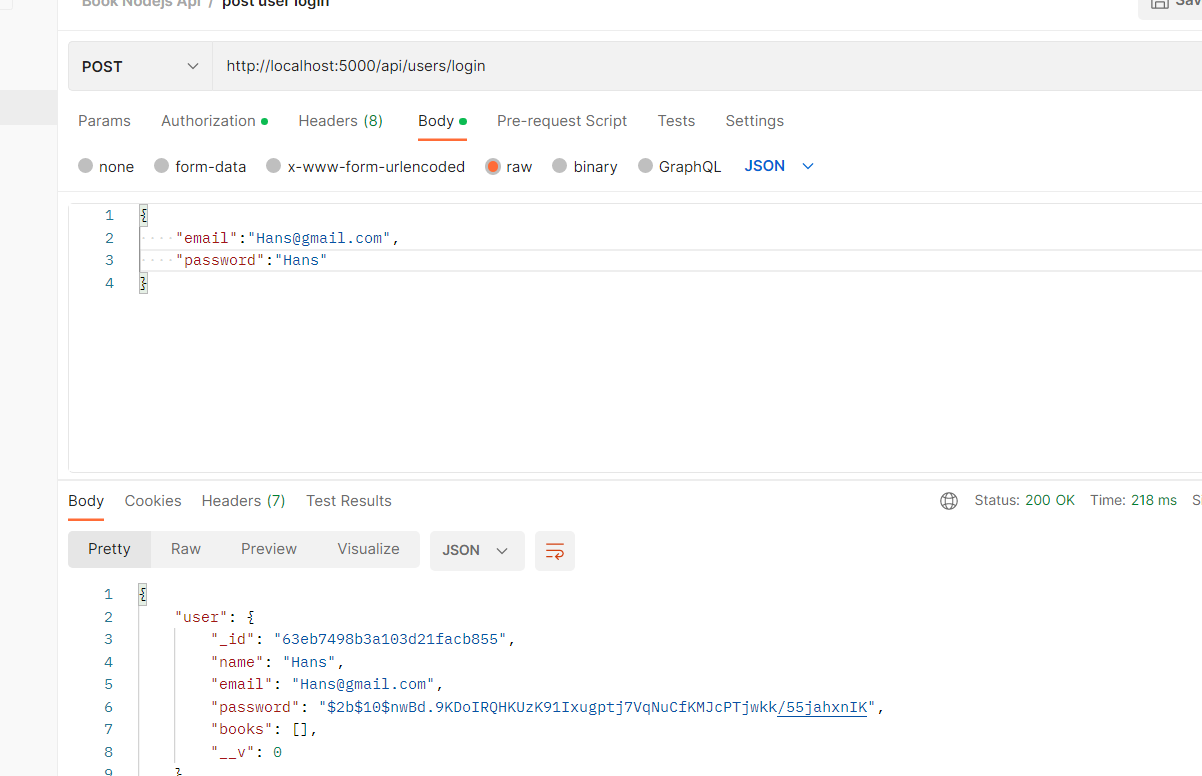 Book Nodejs Api / post user login
POST http://localhost:5000/api/users/login
Params Authorization Headers (8) Body Pre-request Script Tests Settings
none form-data x-www-form-urlencoded raw binary GraphQL JSON
1 {
2 "email":"Hans@gmail.com",
3 "password":"Hans"
4 }
Body Cookies Headers (7) Test Results Status: 200 OK Time: 218 ms
Pretty Raw Preview Visualize JSON
1 {
2 "user": {
3 "_id": "63eb7498b3a103d21facb855",
4 "name": "Hans",
5 "email": "Hans@gmail.com",
6 "password": "$2b$10$nwBd.9KDoIRQHKUzK91Ixugptj7VqNuCfKMJcPTjwkk/55jahxnIK",
7 "books": [],
8 "__v": 0
9 }